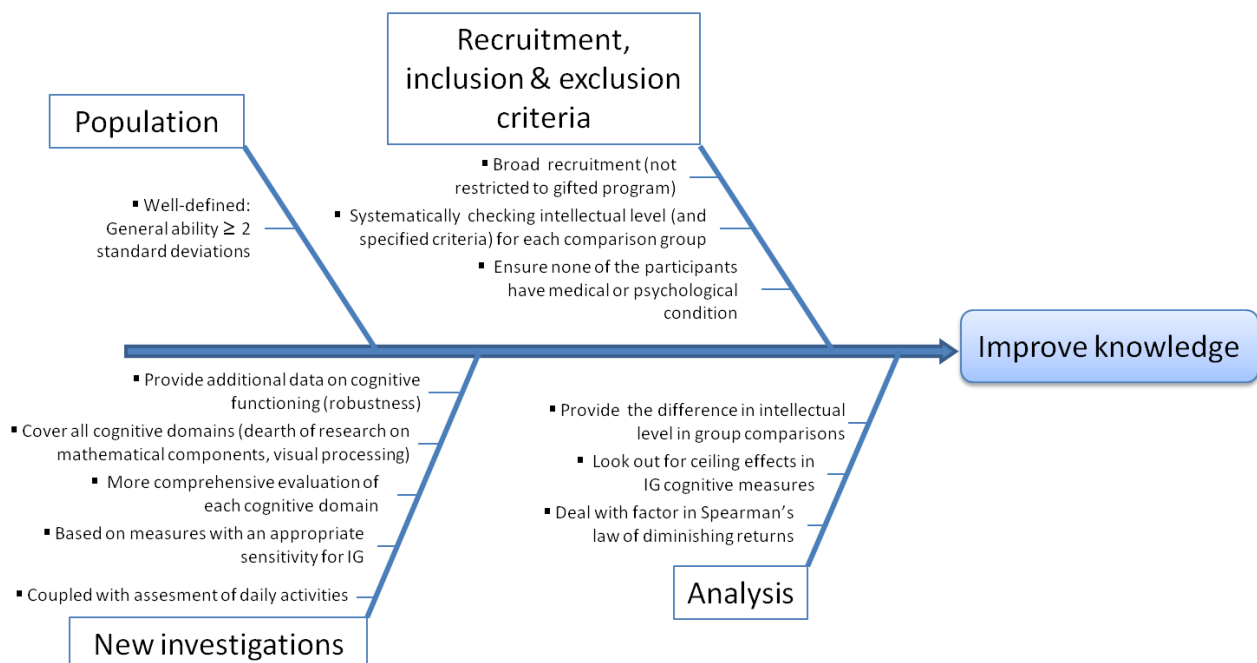 Population
▪ Well-defined:
General ability ≥ 2
standard deviations
Recruitment,
inclusion & exclusion
criteria
▪ Broad recruitment (not
restricted to gifted program)
▪ Systematically checking intellectual level (and
specified criteria) for each comparison group
▪ Ensure none of the participants
have medical or psychological
condition
Improve knowledge
▪ Provide additional data on cognitive
functioning (robustness)
▪ Cover all cognitive domains (dearth of research on
mathematical components, visual processing)
▪ More comprehensive evaluation of
each cognitive domain
▪ Based on measures with an appropriate
sensitivity for IG
▪ Coupled with assesment of daily activities
New investigations
▪ Provide the difference in intellectual
level in group comparisons
▪ Look out for ceiling effects in
IG cognitive measures
▪ Deal with factor in Spearman's
law of diminishing returns
Analysis